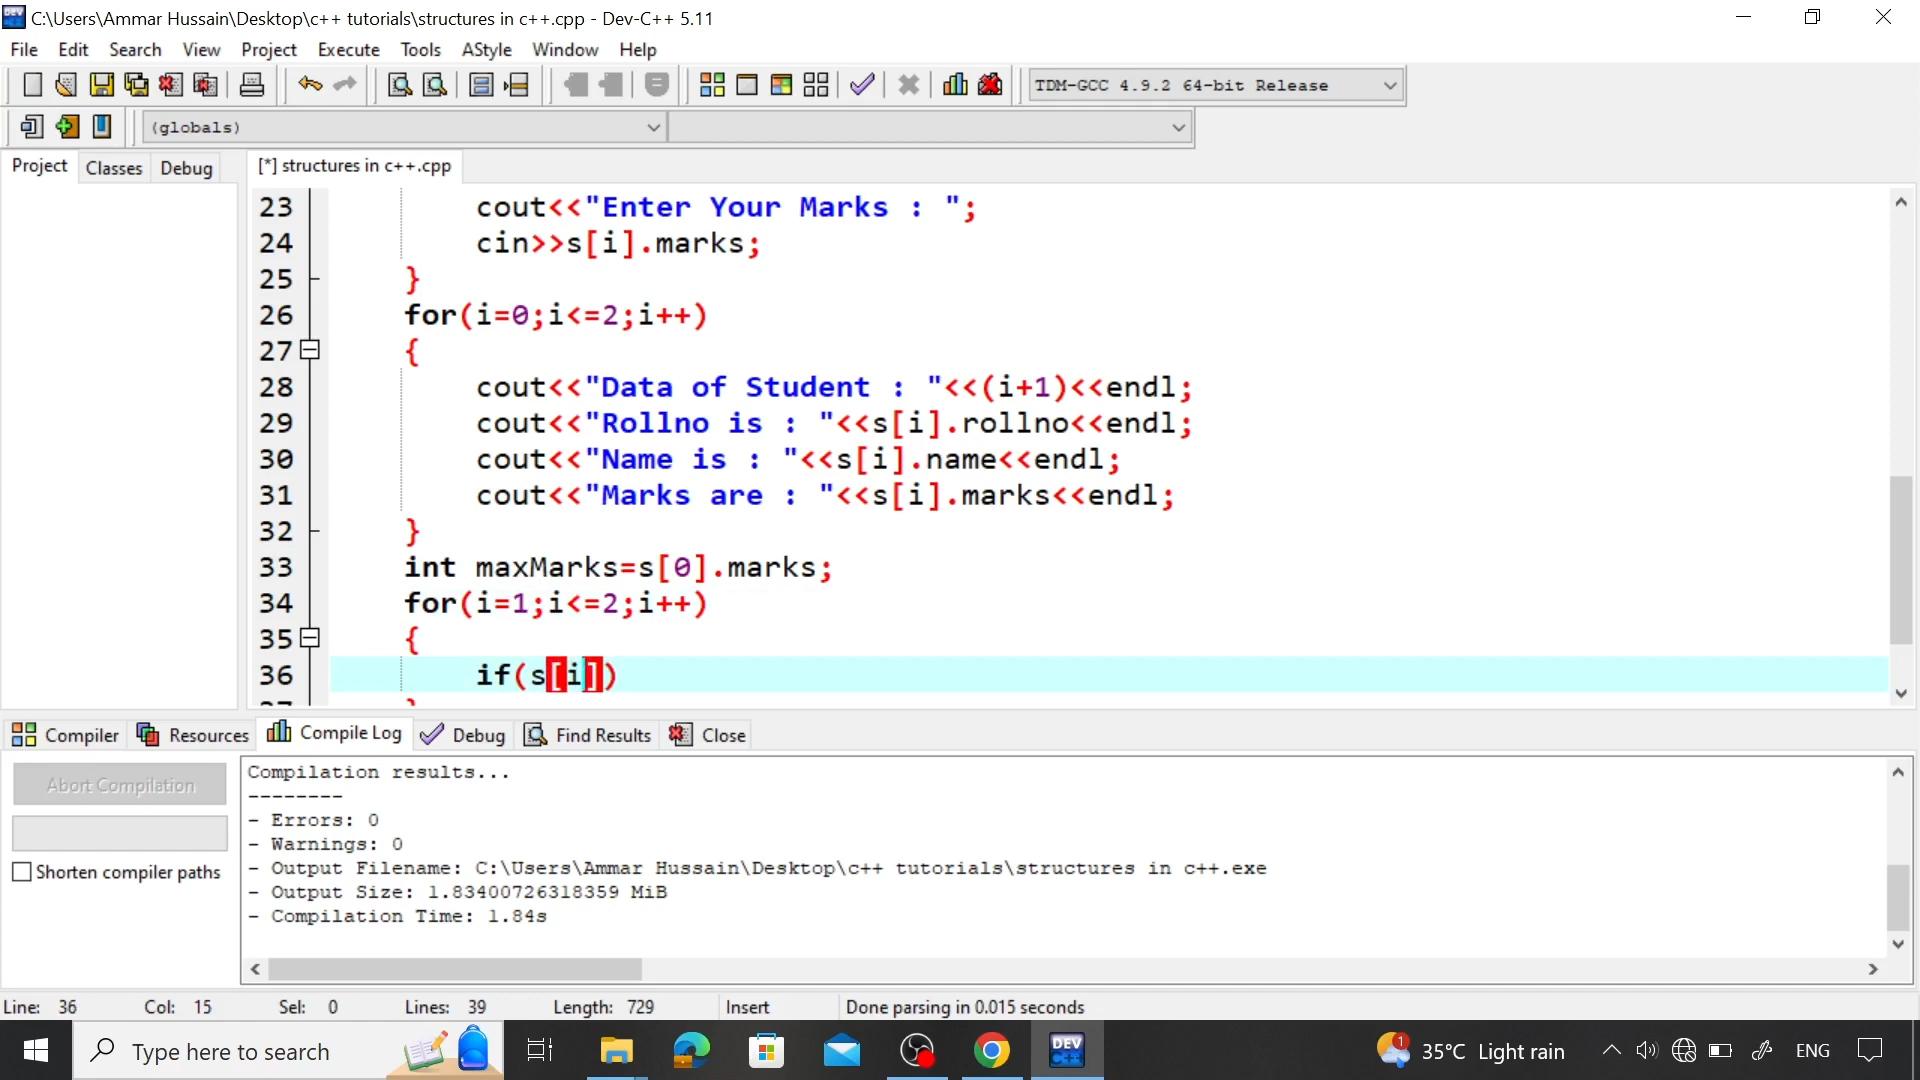 C:\Users\Ammar Hussain\Desktop\c++ tutorials\structures in c++.cpp - Dev-C++ 5.11
File Edit Search View Project Execute Tools AStyle Window Help
TDM-GCC 4.9.2 64-bit Release
(globals)
Project Classes Debug [*] structures in c++.cpp
23 cout<<"Enter Your Marks : ";
24 cin>>s[i].marks;
25 }
26 for(i=0;i<=2;i++)
27 {
28 cout<<"Data of Student : "<<(i+1)<<endl;
29 cout<<"Rollno is : "<<s[i].rollno<<endl;
30 cout<<"Name is : "<<s[i].name<<endl;
31 cout<<"Marks are : "<<s[i].marks<<endl;
32 }
33 int maxMarks=s[0].marks;
34 for(i=1;i<=2;i++)
35 {
36 if(s[i])
Compiler Resources Compile Log Debug Find Results Close
Abort Compilation
Shorten compiler paths
Compilation results...
--------
- Errors: 0
- Warnings: 0
- Output Filename: C:\Users\Ammar Hussain\Desktop\c++ tutorials\structures in c++.exe
- Output Size: 1.83400726318359 MiB
- Compilation Time: 1.84s
Line: 36 Col: 15 Sel: 0 Lines: 39 Length: 729 Insert Done parsing in 0.015 seconds
Type here to search
DEV C++
1 35°C Light rain ENG